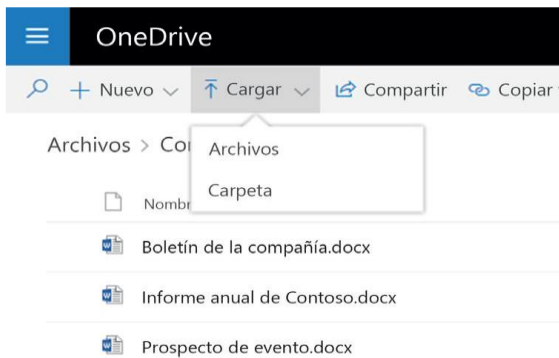 OneDrive
Nuevo Cargar Compartir Copiar
Archivos > Co
Archivos
Carpeta
Nombr
Boletín de la compañía.docx
Informe anual de Contoso.docx
Prospecto de evento.docx